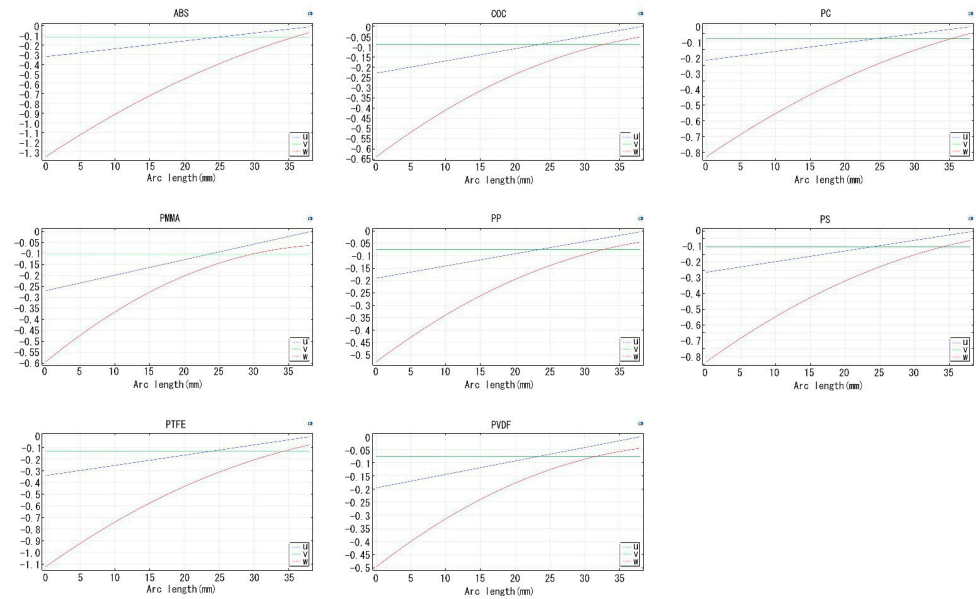 ABS
0
-0.1
-0.2
-0.3
-0.4
-0.5
-0.6
-0.7
-0.8
-0.9
-1.0
-1.1
-1.2
-1.3
u
v
w
0 5 10 15 20 25 30 35
Arc length(mm)
COC
0
-0.05
-0.1
-0.15
-0.2
-0.25
-0.3
-0.35
-0.4
-0.45
-0.5
-0.55
-0.6
-0.65
u
v
w
0 5 10 15 20 25 30 35
Arc length(mm)
PC
0
-0.1
-0.2
-0.3
-0.4
-0.5
-0.6
-0.7
-0.8
u
v
w
0 5 10 15 20 25 30 35
Arc length(mm)
PMMA
0
-0.05
-0.1
-0.15
-0.2
-0.25
-0.3
-0.35
-0.4
-0.45
-0.5
-0.55
-0.6
u
v
w
0 5 10 15 20 25 30 35
Arc length(mm)
PP
0
-0.05
-0.1
-0.15
-0.2
-0.25
-0.3
-0.35
-0.4
-0.45
-0.5
u
v
w
0 5 10 15 20 25 30 35
Arc length(mm)
PS
0
-0.1
-0.2
-0.3
-0.4
-0.5
-0.6
-0.7
-0.8
u
v
w
0 5 10 15 20 25 30 35
Arc length(mm)
PTFE
0
-0.1
-0.2
-0.3
-0.4
-0.5
-0.6
-0.7
-0.8
-0.9
-1.0
-1.1
u
v
w
0 5 10 15 20 25 30 35
Arc length(mm)
PVDF
0
-0.05
-0.1
-0.15
-0.2
-0.25
-0.3
-0.35
-0.4
-0.45
-0.5
u
v
w
0 5 10 15 20 25 30 35
Arc length(mm)